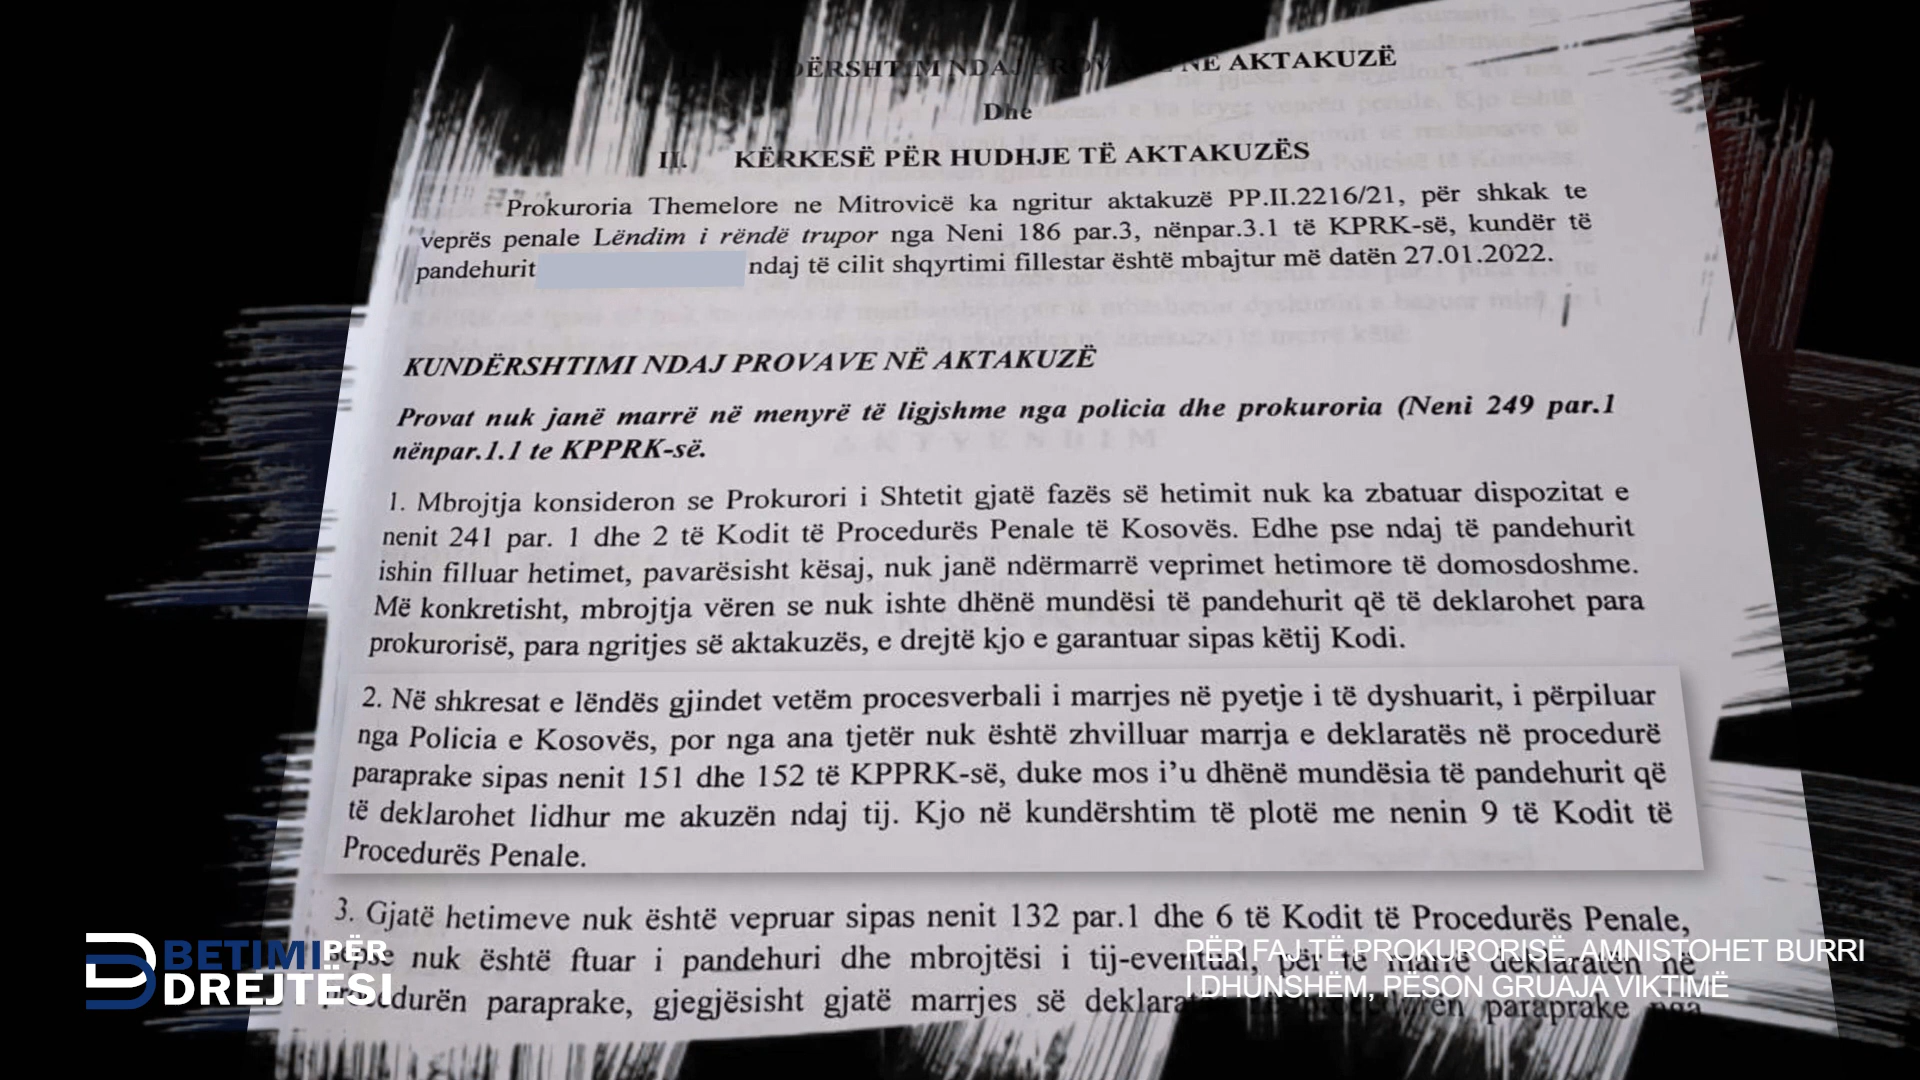 KUNDËRSHTIM NDAJ PROVAVE NË AKTAKUZË
Dhe
II. KËRKESË PËR HUDHJE TË AKTAKUZËS
Prokuroria Themelore ne Mitrovicë ka ngritur aktakuzë PP.II.2216/21, për shkak te
veprës penale Lëndim i rëndë trupor nga Neni 186 par.3, nënpar.3.1 të KPRK-së, kundër të
pandehurit ndaj të cilit shqyrtimi fillestar është mbajtur më datën 27.01.2022.
KUNDËRSHTIMI NDAJ PROVAVE NË AKTAKUZË
Provat nuk janë marrë në menyrë të ligjshme nga policia dhe prokuroria (Neni 249 par.1
nënpar.1.1 te KPPRK-së.
1. Mbrojtja konsideron se Prokurori i Shtetit gjatë fazës së hetimit nuk ka zbatuar dispozitat e
nenit 241 par. 1 dhe 2 të Kodit të Procedurës Penale të Kosovës. Edhe pse ndaj të pandehurit
ishin filluar hetimet, pavarësisht kësaj, nuk janë ndërmarrë veprimet hetimore të domosdoshme.
Më konkretisht, mbrojtja vëren se nuk ishte dhënë mundësi të pandehurit që të deklarohet para
prokurorisë, para ngritjes së aktakuzës, e drejtë kjo e garantuar sipas këtij Kodi.
2. Në shkresat e lëndës gjindet vetëm procesverbali i marrjes në pyetje i të dyshuarit, i përpiluar
nga Policia e Kosovës, por nga ana tjetër nuk është zhvilluar marrja e deklaratës në procedurë
paraprake sipas nenit 151 dhe 152 të KPPRK-së, duke mos i'u dhënë mundësia të pandehurit që
të deklarohet lidhur me akuzën ndaj tij. Kjo në kundërshtim të plotë me nenin 9 të Kodit të
Procedurës Penale.
3. Gjatë hetimeve nuk është vepruar sipas nenit 132 par.1 dhe 6 të Kodit të Procedurës Penale,
sepse nuk është ftuar i pandehuri dhe mbrojtësi i tij-eventual, për të marrë deklaratën në
procedurën paraprake, gjegjësisht gjatë marrjes së paraprake nga
BETIMI PËR
DREJTËSI
PËR FAJ TË PROKURORISË, AMNISTOHET BURRI
I DHUNSHËM, PËSON GRUAJA VIKTIMË